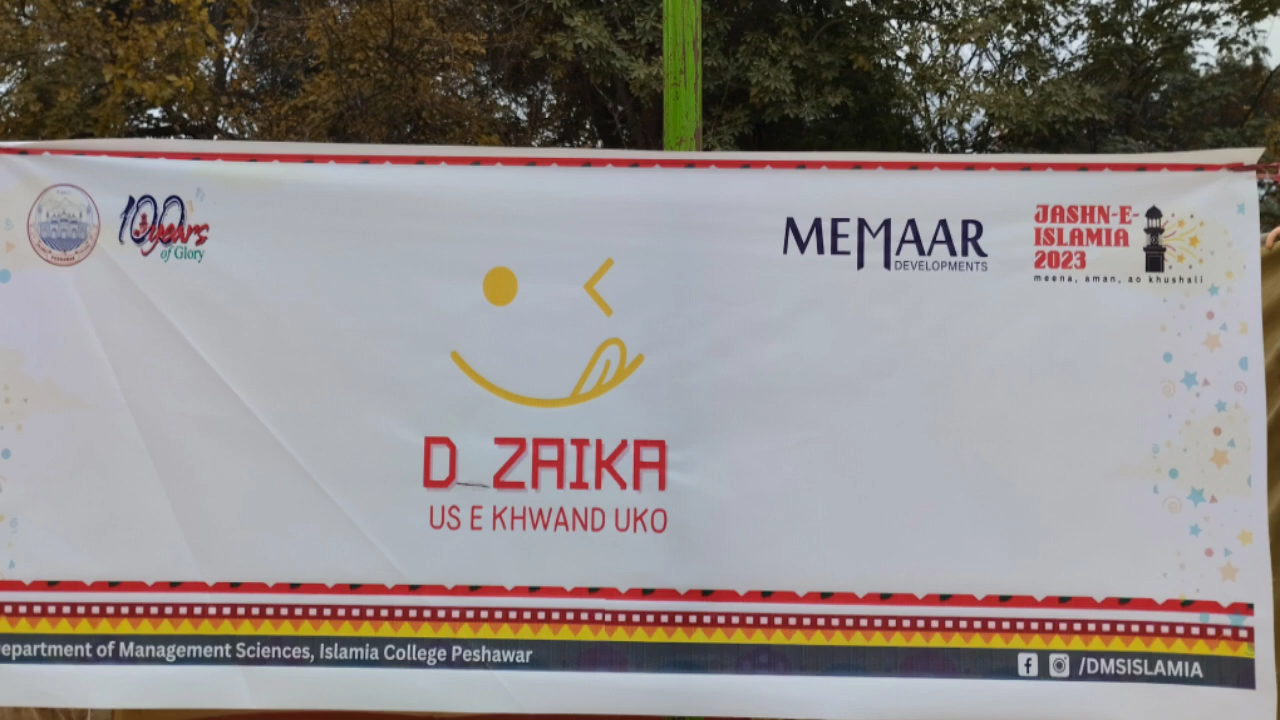 100 years
of Glory
MEMAAR
DEVELOPMENTS
JASHN-E-
ISLAMIA
2023
meena, aman, ao khushali
D_ZAIKA
US E KHWAND UKO
epartment of Management Sciences, Islamia College Peshawar
/DMSISLAMIA